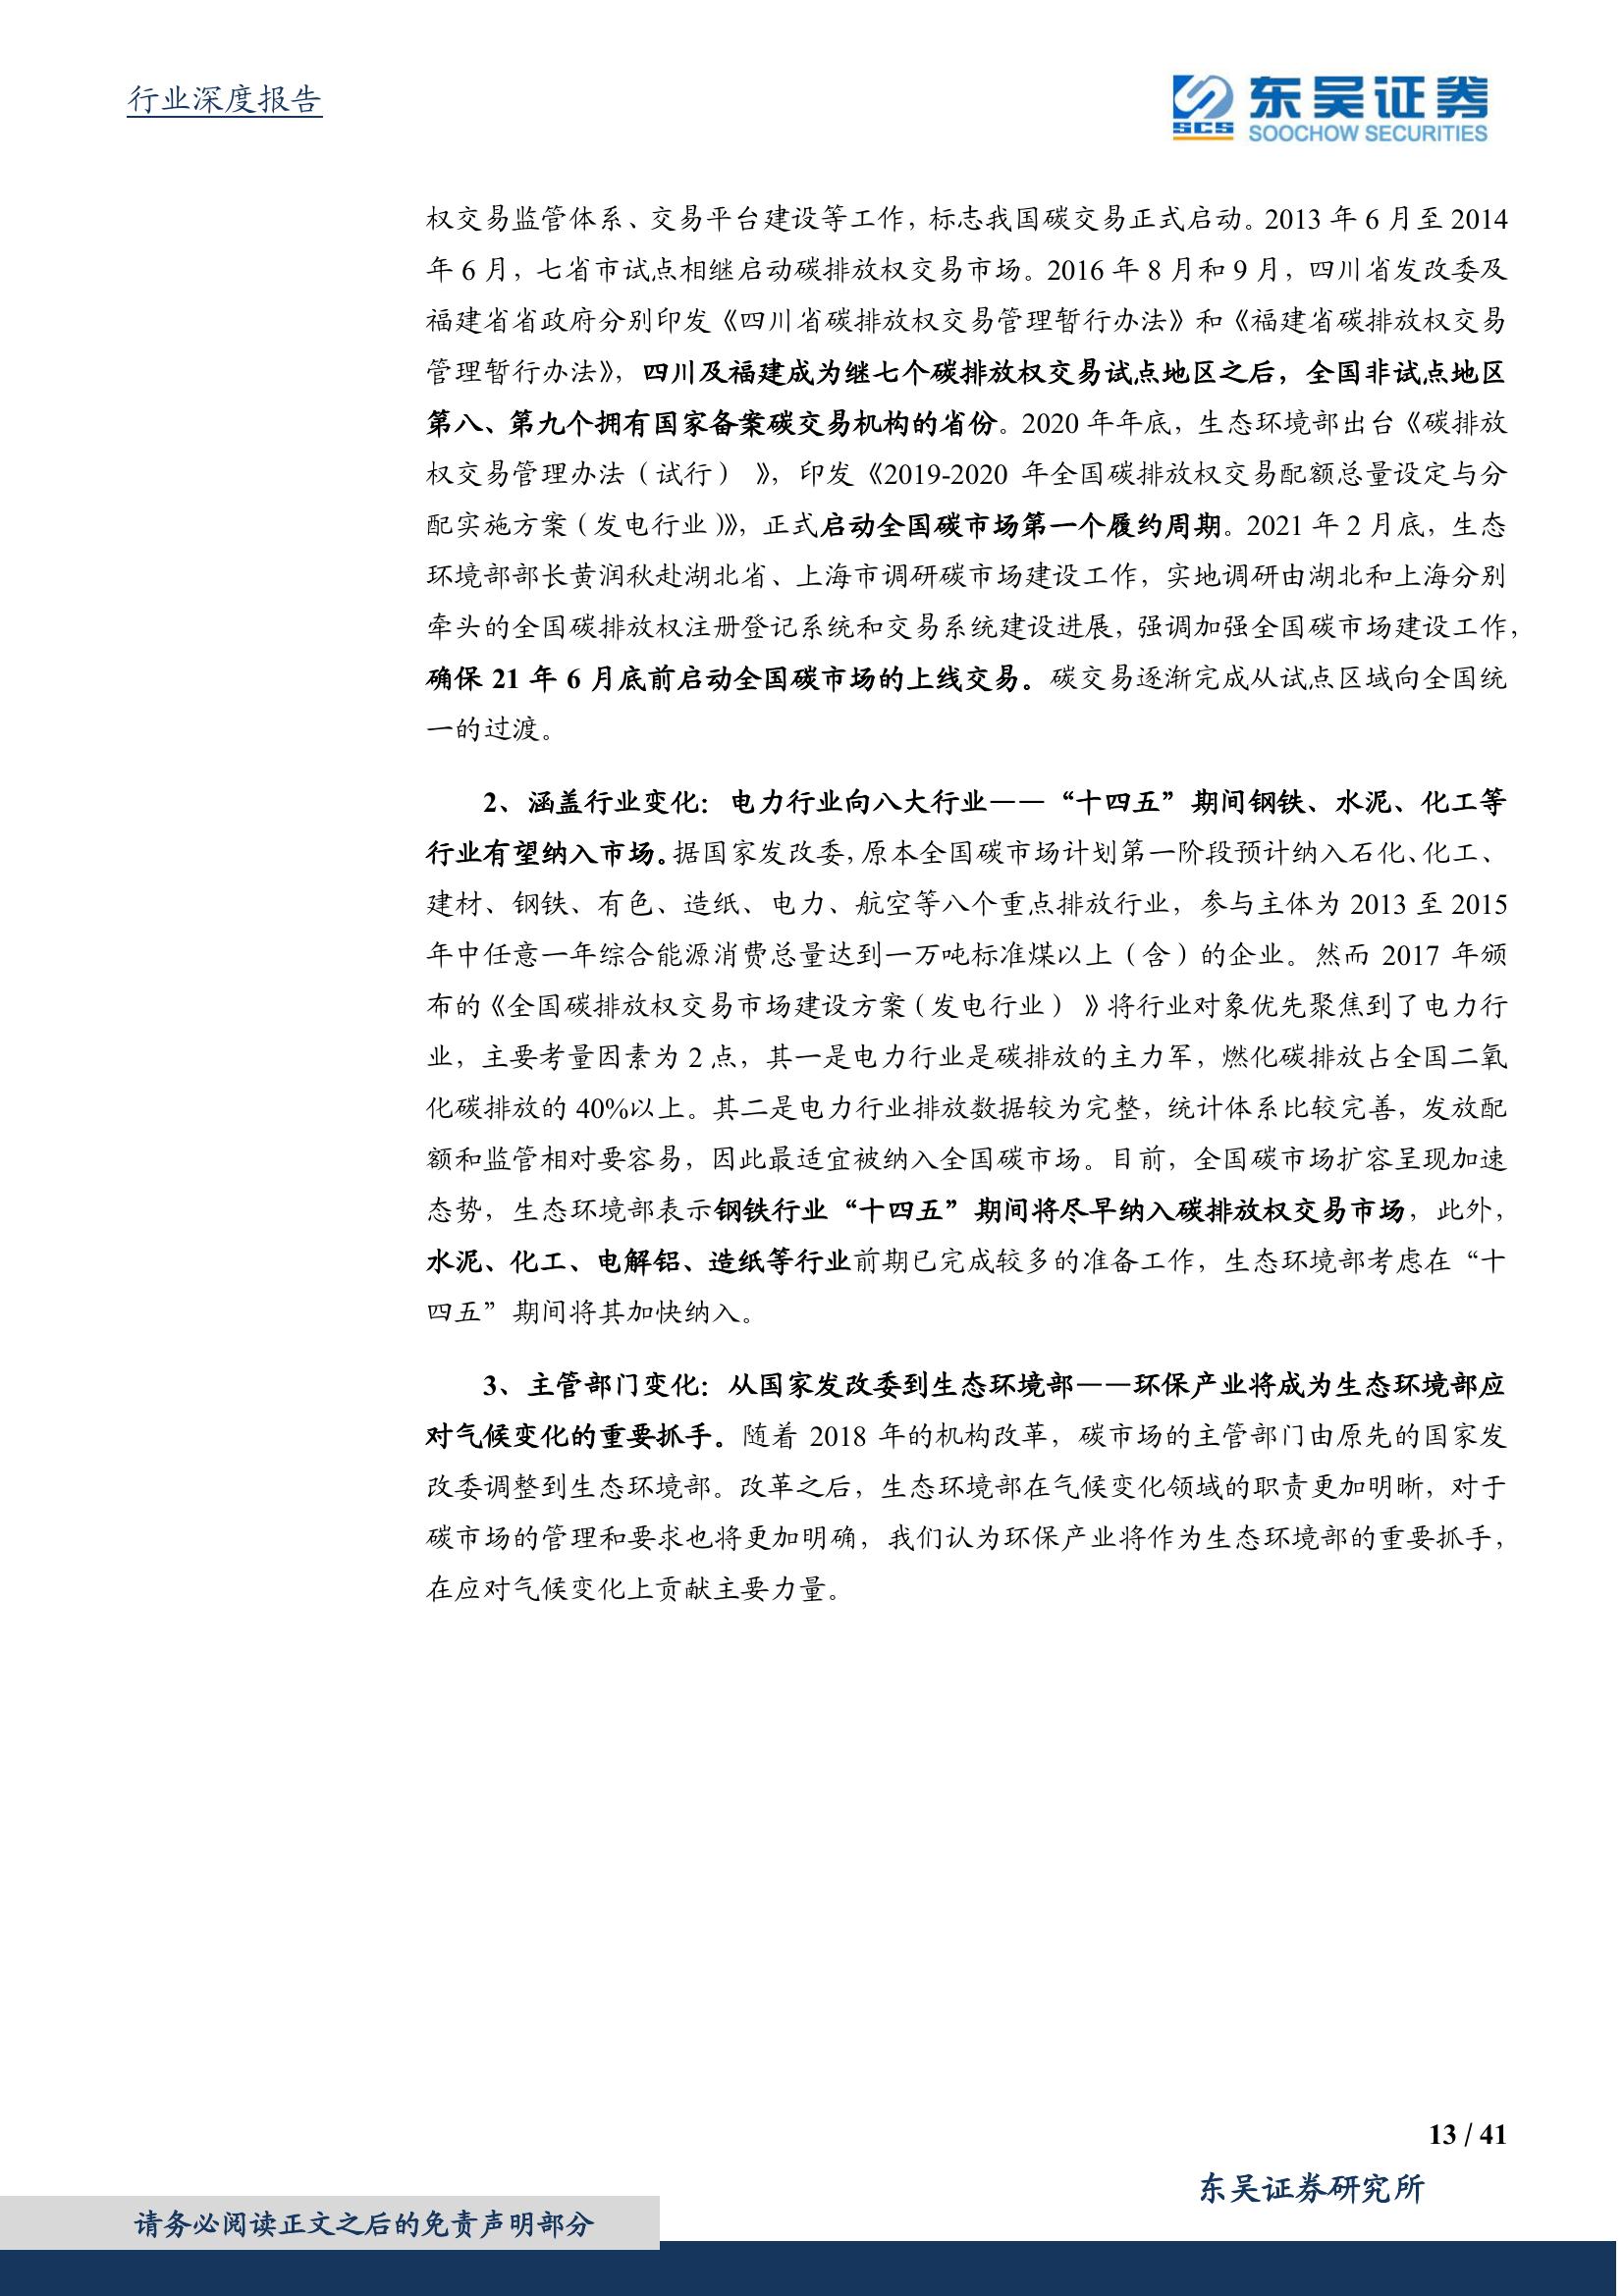 行业深度报告
SCS
东吴证券
SOOCHOW SECURITIES
权交易监管体系、交易平台建设等工作，标志我国碳交易正式启动。2013 年 6 月至 2014
年 6 月，七省市试点相继启动碳排放权交易市场。2016 年 8 月和 9 月，四川省发改委及
福建省省政府分别印发《四川省碳排放权交易管理暂行办法》和《福建省碳排放权交易
管理暂行办法》，四川及福建成为继七个碳排放权交易试点地区之后，全国非试点地区
第八、第九个拥有国家备案碳交易机构的省份。2020 年年底，生态环境部出台《碳排放
权交易管理办法（试行） 》，印发《2019-2020 年全国碳排放权交易配额总量设定与分
配实施方案（发电行业）》，正式启动全国碳市场第一个履约周期。2021 年 2 月底，生态
环境部部长黄润秋赴湖北省、上海市调研碳市场建设工作，实地调研由湖北和上海分别
牵头的全国碳排放权注册登记系统和交易系统建设进展，强调加强全国碳市场建设工作，
确保 21 年 6 月底前启动全国碳市场的上线交易。碳交易逐渐完成从试点区域向全国统
一的过渡。
2、涵盖行业变化：电力行业向八大行业——“十四五”期间钢铁、水泥、化工等
行业有望纳入市场。据国家发改委，原本全国碳市场计划第一阶段预计纳入石化、化工、
建材、钢铁、有色、造纸、电力、航空等八个重点排放行业，参与主体为 2013 至 2015
年中任意一年综合能源消费总量达到一万吨标准煤以上（含）的企业。然而 2017 年颁
布的《全国碳排放权交易市场建设方案（发电行业） 》将行业对象优先聚焦到了电力行
业，主要考量因素为 2 点，其一是电力行业是碳排放的主力军，燃化碳排放占全国二氧
化碳排放的 40%以上。其二是电力行业排放数据较为完整，统计体系比较完善，发放配
额和监管相对要容易，因此最适宜被纳入全国碳市场。目前，全国碳市场扩容呈现加速
态势，生态环境部表示钢铁行业“十四五”期间将尽早纳入碳排放权交易市场，此外，
水泥、化工、电解铝、造纸等行业前期已完成较多的准备工作，生态环境部考虑在“十
四五”期间将其加快纳入。
3、主管部门变化：从国家发改委到生态环境部——环保产业将成为生态环境部应
对气候变化的重要抓手。随着 2018 年的机构改革，碳市场的主管部门由原先的国家发
改委调整到生态环境部。改革之后，生态环境部在气候变化领域的职责更加明晰，对于
碳市场的管理和要求也将更加明确，我们认为环保产业将作为生态环境部的重要抓手，
在应对气候变化上贡献主要力量。
13 / 41
东吴证券研究所
请务必阅读正文之后的免责声明部分